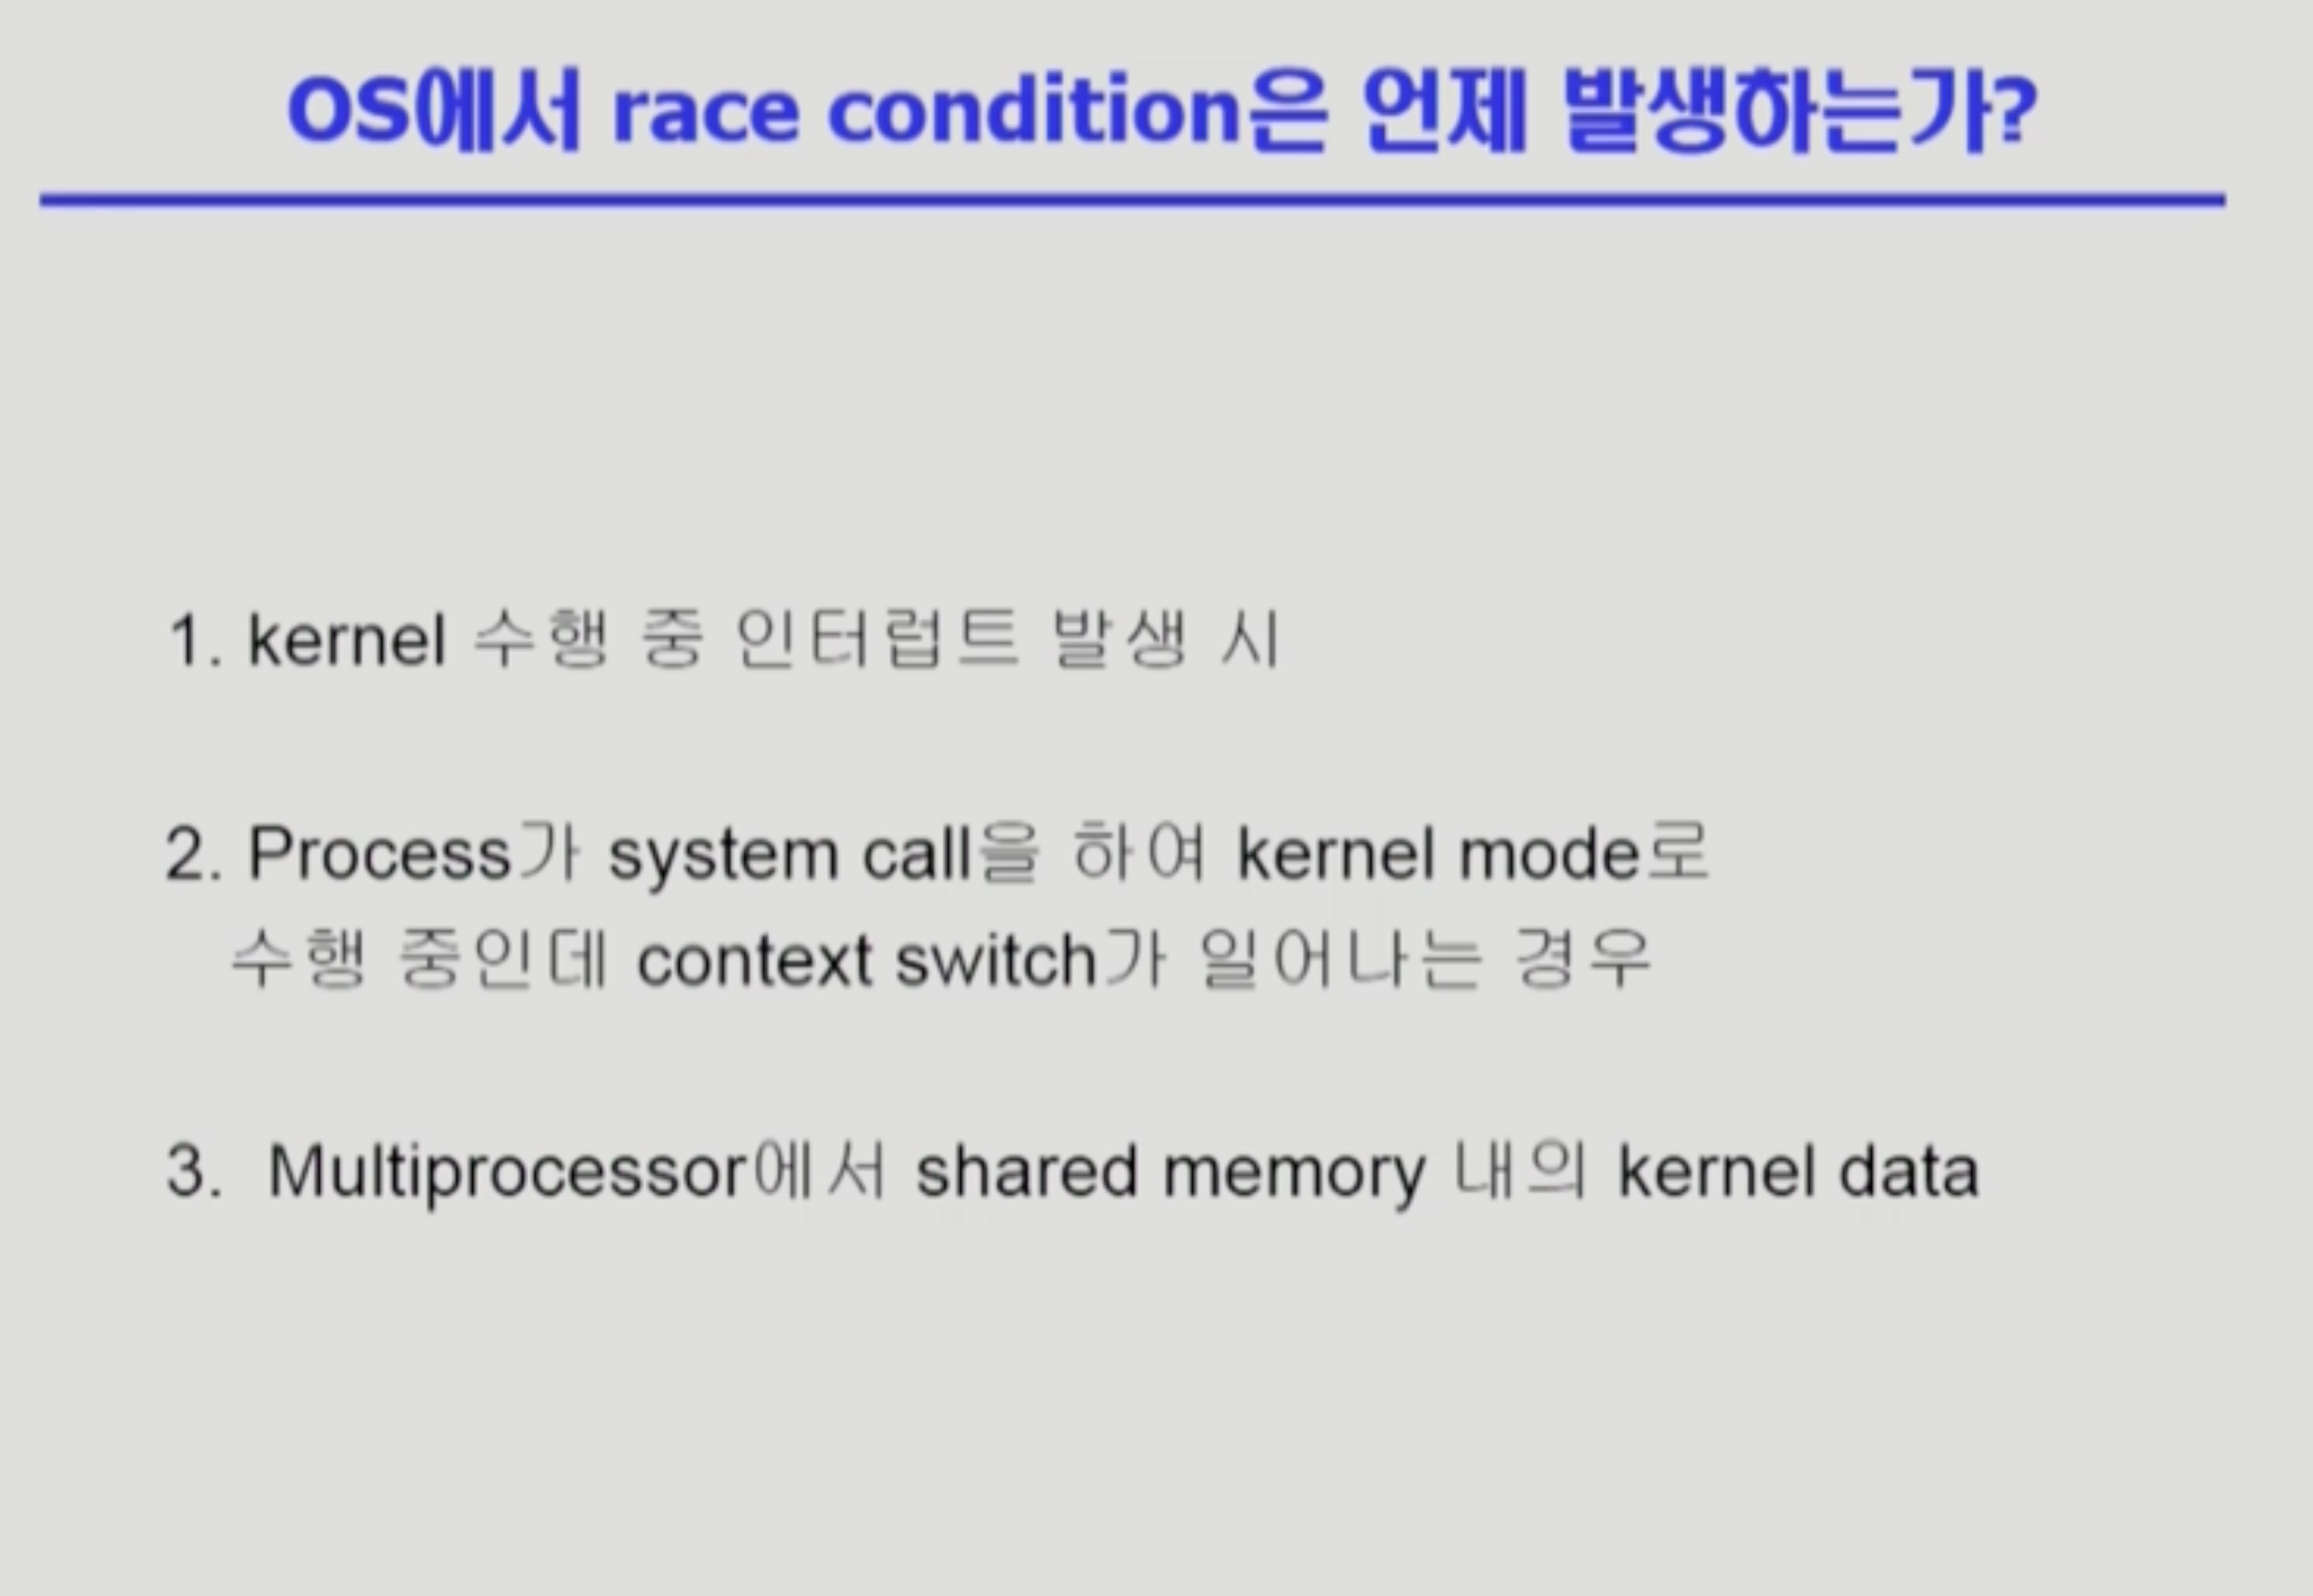 OS에서 race condition은 언제 발생하는가?
1. kernel 수행 중 인터럽트 발생 시
2. Process가 system call을 하여 kernel mode로
수행 중인데 context switch가 일어나는 경우
3. Multiprocessor에서 shared memory 내의 kernel data